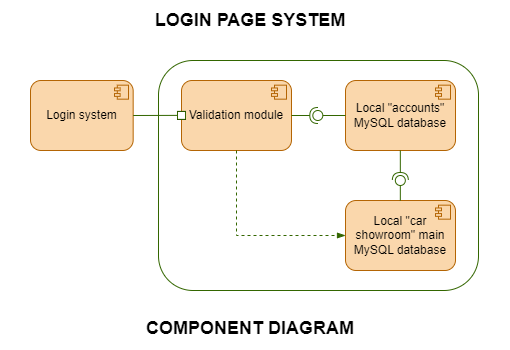 LOGIN PAGE SYSTEM
Login system
Validation module
Local "accounts"
MySQL database
Local "car
showroom" main
MySQL database
COMPONENT DIAGRAM